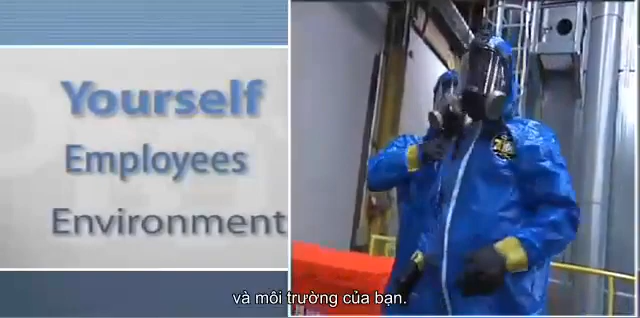 Yourself
Employees
Environment
và môi trường của bạn.